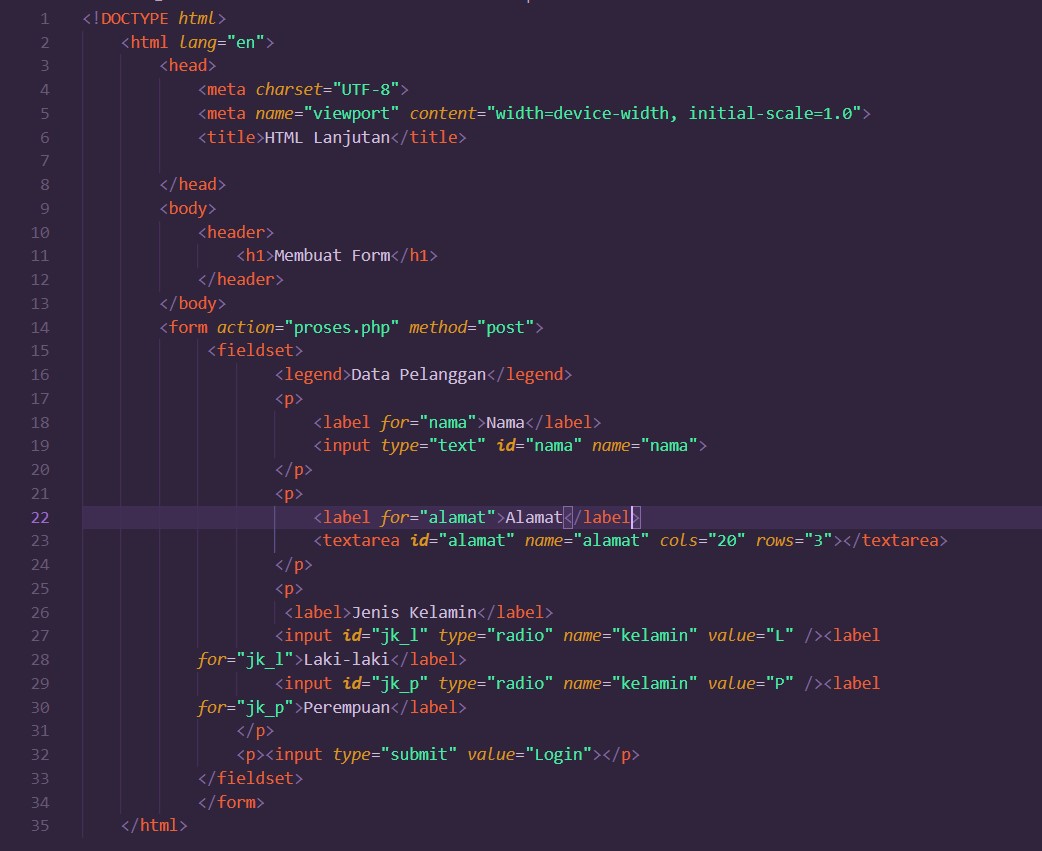 1 <!DOCTYPE html>
2 <html lang="en">
3 <head>
4 <meta charset="UTF-8">
5 <meta name="viewport" content="width=device-width, initial-scale=1.0">
6 <title>HTML Lanjutan</title>
7
8 </head>
9 <body>
10 <header>
11 <h1>Membuat Form</h1>
12 </header>
13 </body>
14 <form action="proses.php" method="post">
15 <fieldset>
16 <legend>Data Pelanggan</legend>
17 <p>
18 <label for="nama">Nama</label>
19 <input type="text" id="nama" name="nama">
20 </p>
21 <p>
22 <label for="alamat">Alamat</label>
23 <textarea id="alamat" name="alamat" cols="20" rows="3"></textarea>
24 </p>
25 <p>
26 <label>Jenis Kelamin</label>
27 <input id="jk_l" type="radio" name="kelamin" value="L" /><label
28 for="jk_l">Laki-laki</label>
29 <input id="jk_p" type="radio" name="kelamin" value="P" /><label
30 for="jk_p">Perempuan</label>
31 </p>
32 <p><input type="submit" value="Login"></p>
33 </fieldset>
34 </form>
35 </html>